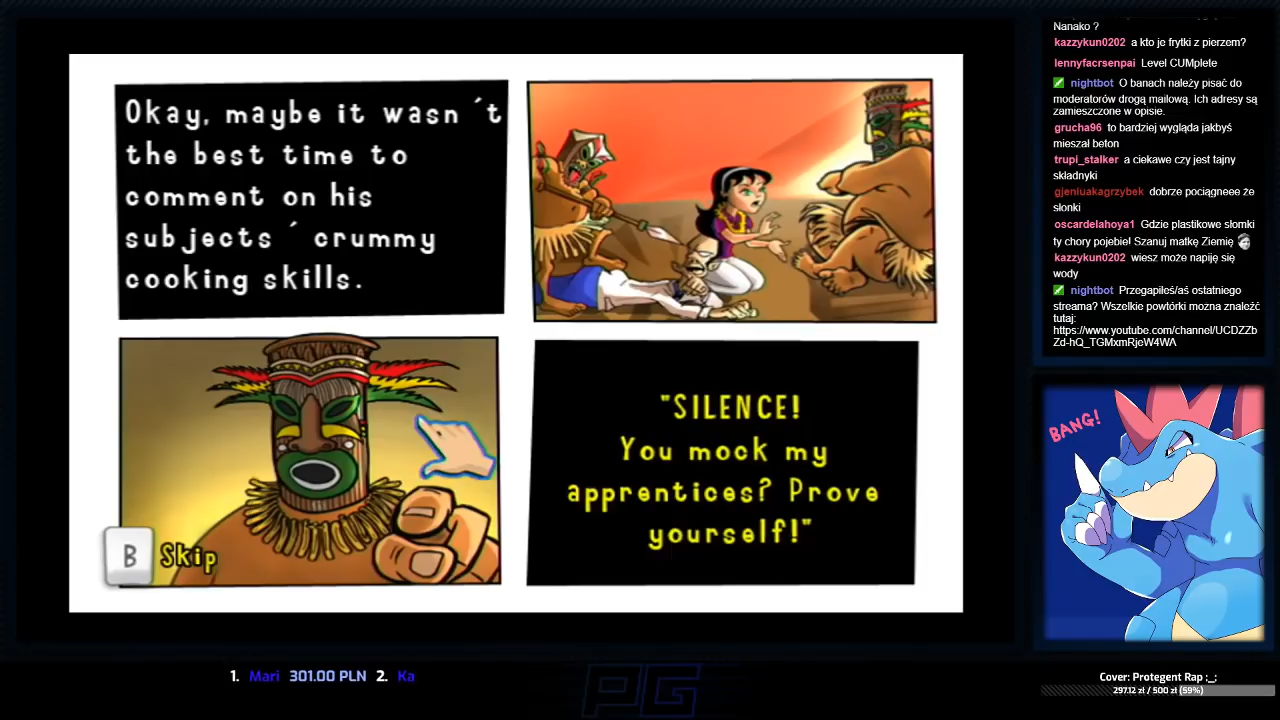 Okay, maybe it wasn ´t
the best time to
comment on his
subjects ´ crummy
cooking skills.
"SILENCE!
You mock my
apprentices? Prove
yourself!"
B Skip
Nanako ?
kazzykun0202 a kto je frytki z pierzem?
lennyfacrsenpai Level CUMplete
nightbot O banach należy pisać do
moderatorów drogą mailową. Ich adresy są
zamieszczone w opisie.
grucha96 to bardziej wygląda jakbyś
mieszał beton
trupi_stalker a ciekawe czy jest tajny
składnyki
gjeniuakagrzybek dobrze pociągneee że
słonki
oscardelahoya1 Gdzie plastikowe slomki
ty chory pojebie! Szanuj matkę Ziemię
kazzykun0202 wiesz może napiję się
wody
nightbot Przegapiłeś/aś ostatniego
streama? Wszelkie powtórki mozna znaleźć
tutaj:
https://www.youtube.com/channel/UCDZZb
Zd-hQ_TGMxmRjeW4WA
BANG!
1. Mari 301.00 PLN 2. Ka
PG
Cover: Protegent Rap :_:
297.12 zł / 500 zł (59%)